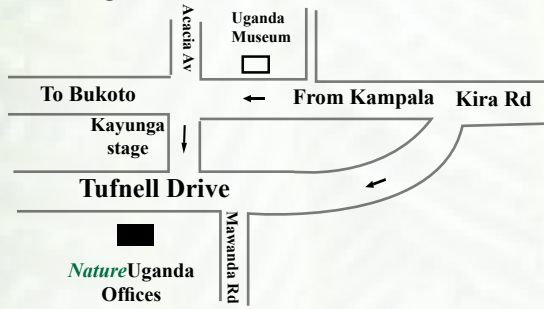 Acacia Av
Uganda
Museum
To Bukoto
From Kampala
Kira Rd
Kayunga
stage
Tufnell Drive
Mawanda Rd
NatureUganda
Offices